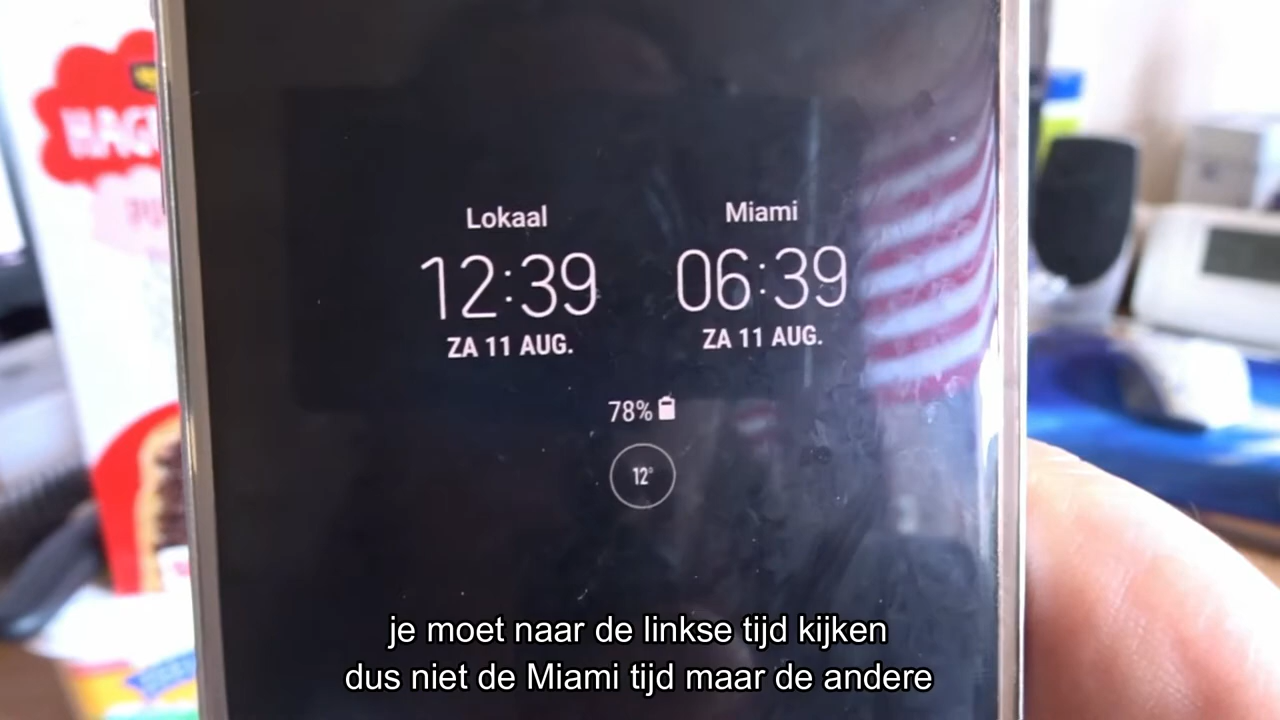 HAG
Lokaal
Miami
12:39
06:39
ZA 11 AUG.
ZA 11 AUG.
78%
12°
je moet naar de linkse tijd kijken
dus niet de Miami tijd maar de andere